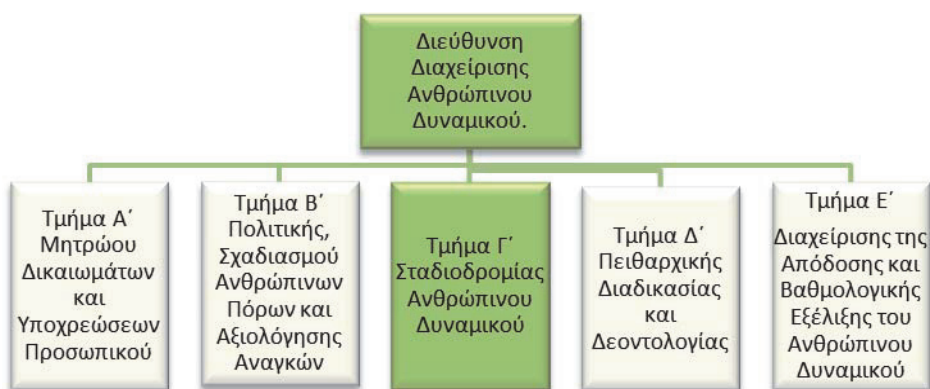 Διεύθυνση
Διαχείρισης
Ανθρώπινου
Δυναμικού.
Τμήμα Α΄
Μητρώου
Δικαιωμάτων
και
Υποχρεώσεων
Προσωπικού
Τμήμα Β΄
Πολιτικής,
Σχαδιασμού
Ανθρώπινων
Πόρων και
Αξιολόγησης
Αναγκών
Τμήμα Γ΄
Σταδιοδρομίας
Ανθρώπινου
Δυναμικού
Τμήμα Δ΄
Πειθαρχικής
Διαδικασίας
και
Δεοντολογίας
Τμήμα Ε΄
Διαχείρισης της
Απόδοσης και
Βαθμολογικής
Εξέλιξης του
Ανθρώπινου
Δυναμικού